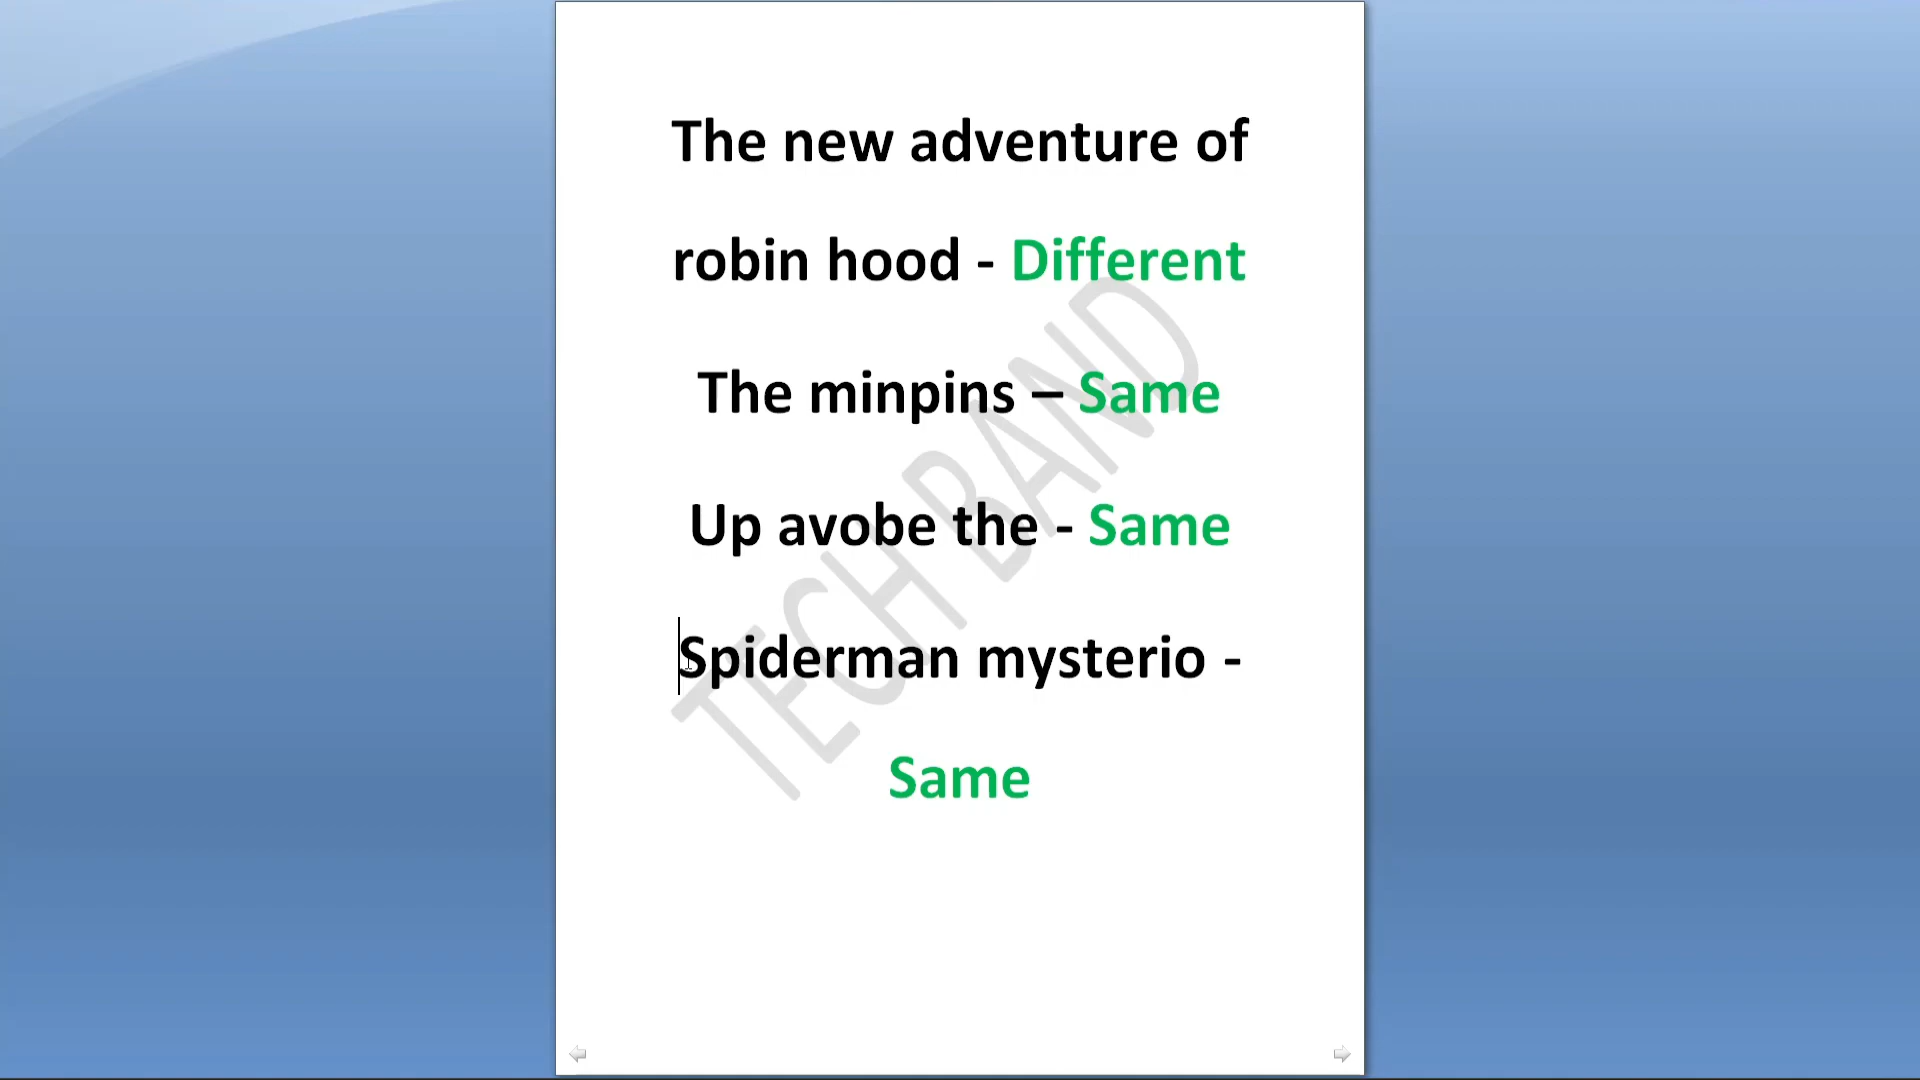 The new adventure of
robin hood - Different
The minpins – Same
Up avobe the - Same
Spiderman mysterio -
Same
TECH BAND